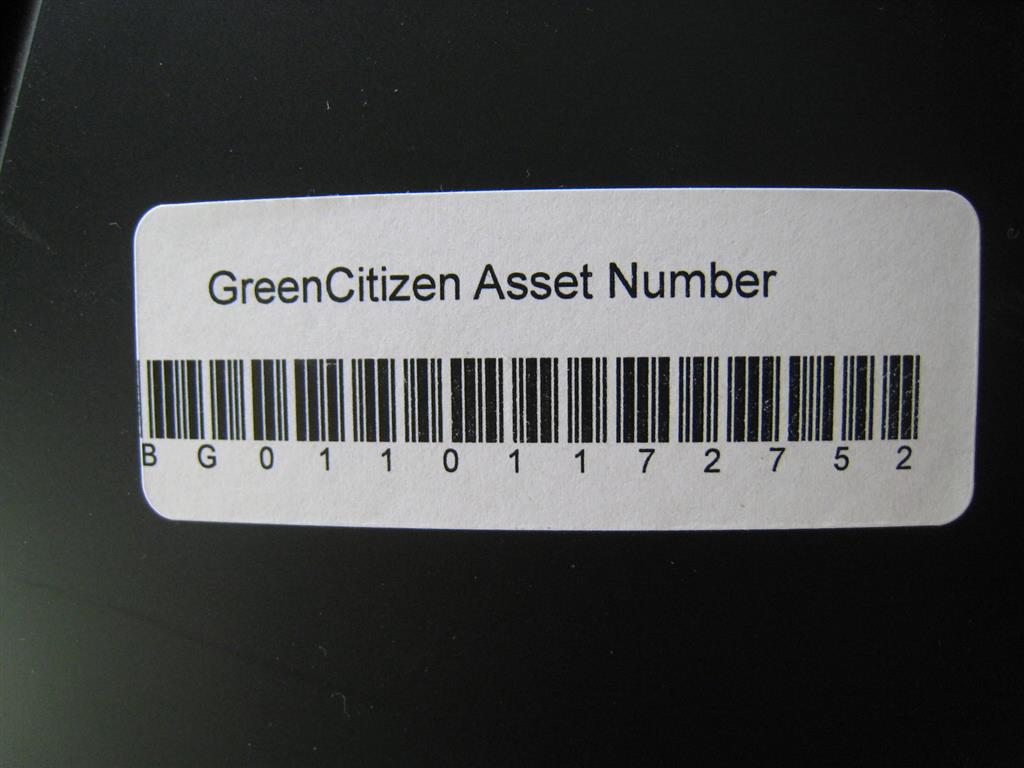 GreenCitizen Asset Number
B G 0 1 1 0 1 1 7 2 7 5 2